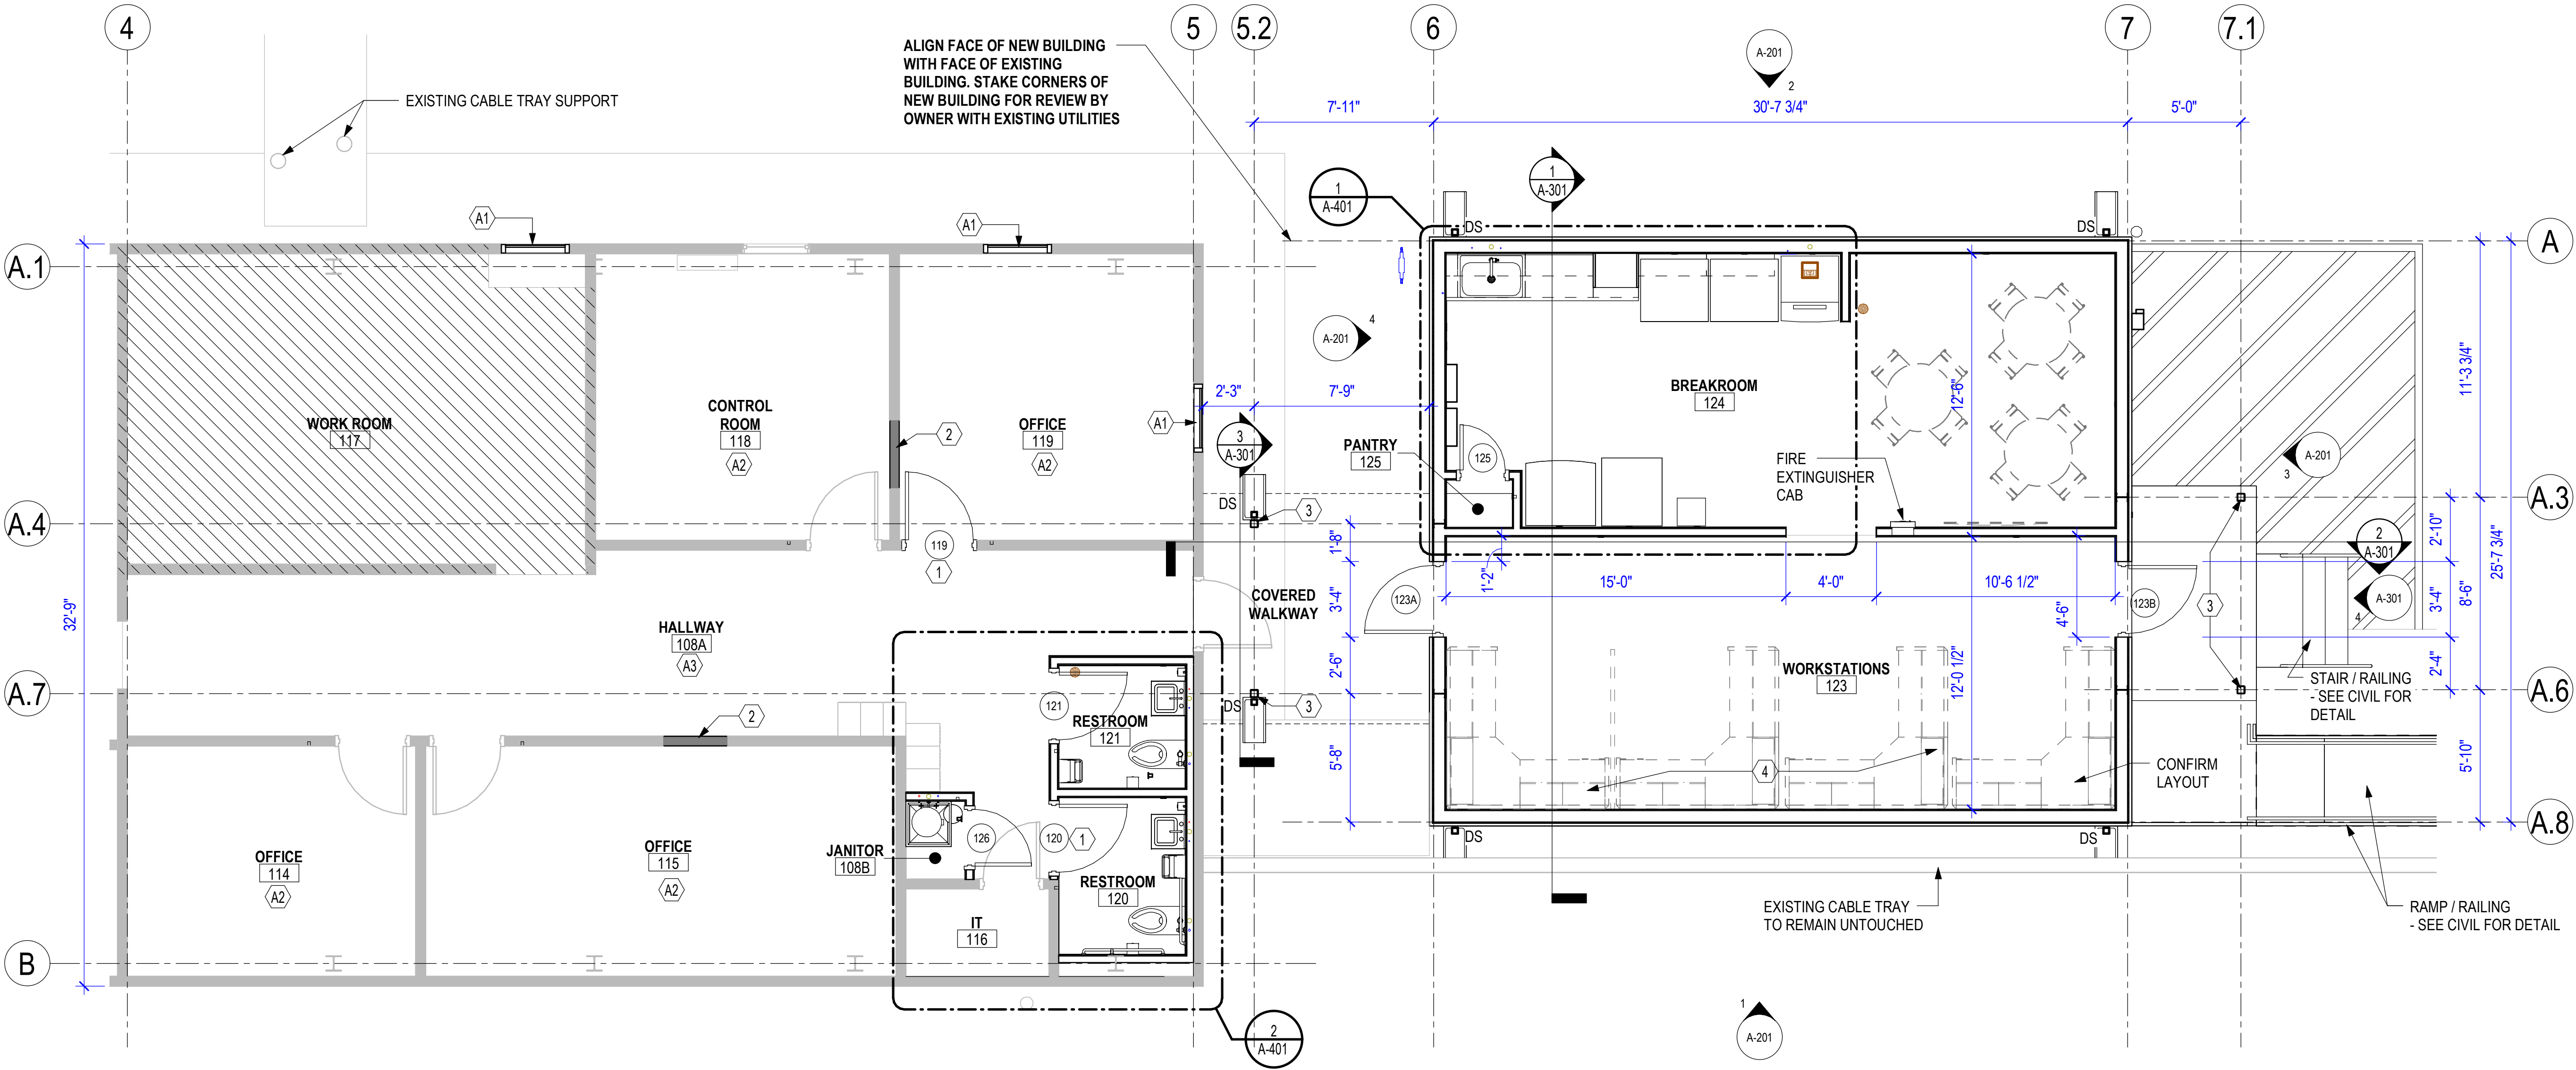 4
5
5.2
6
7
7.1
ALIGN FACE OF NEW BUILDING
WITH FACE OF EXISTING
BUILDING. STAKE CORNERS OF
NEW BUILDING FOR REVIEW BY
OWNER WITH EXISTING UTILITIES
EXISTING CABLE TRAY SUPPORT
A-201
2
7'-11"
30'-7 3/4"
5'-0"
1
A-301
1
A-401
A1
A1
DS
DS
A.1
A
A-201
4
11'-3 3/4"
12'-6"
2'-3"
7'-9"
BREAKROOM
124
WORK ROOM
117
CONTROL
ROOM
118
A2
2
OFFICE
119
A2
A1
3
A-301
PANTRY
125
125
FIRE
EXTINGUISHER
CAB
A-201
3
DS
3
A.4
A.3
119
1
1'-8"
1'-2"
15'-0"
4'-0"
10'-6 1/2"
2'-10"
25'-7 3/4"
2
A-301
A-301
4
32'-9"
COVERED
WALKWAY
3'-4"
123A
123B
3
3'-4"
8'-6"
4'-6"
HALLWAY
108A
A3
2'-6"
WORKSTATIONS
123
12'-0 1/2"
2'-4"
STAIR / RAILING
- SEE CIVIL FOR
DETAIL
A.7
A.6
2
121
RESTROOM
121
DS
3
5'-8"
4
CONFIRM
LAYOUT
5'-10"
OFFICE
114
A2
OFFICE
115
A2
JANITOR
108B
126
120
1
RESTROOM
120
DS
DS
A.8
IT
116
EXISTING CABLE TRAY
TO REMAIN UNTOUCHED
RAMP / RAILING
- SEE CIVIL FOR DETAIL
B
2
A-401
1
A-201